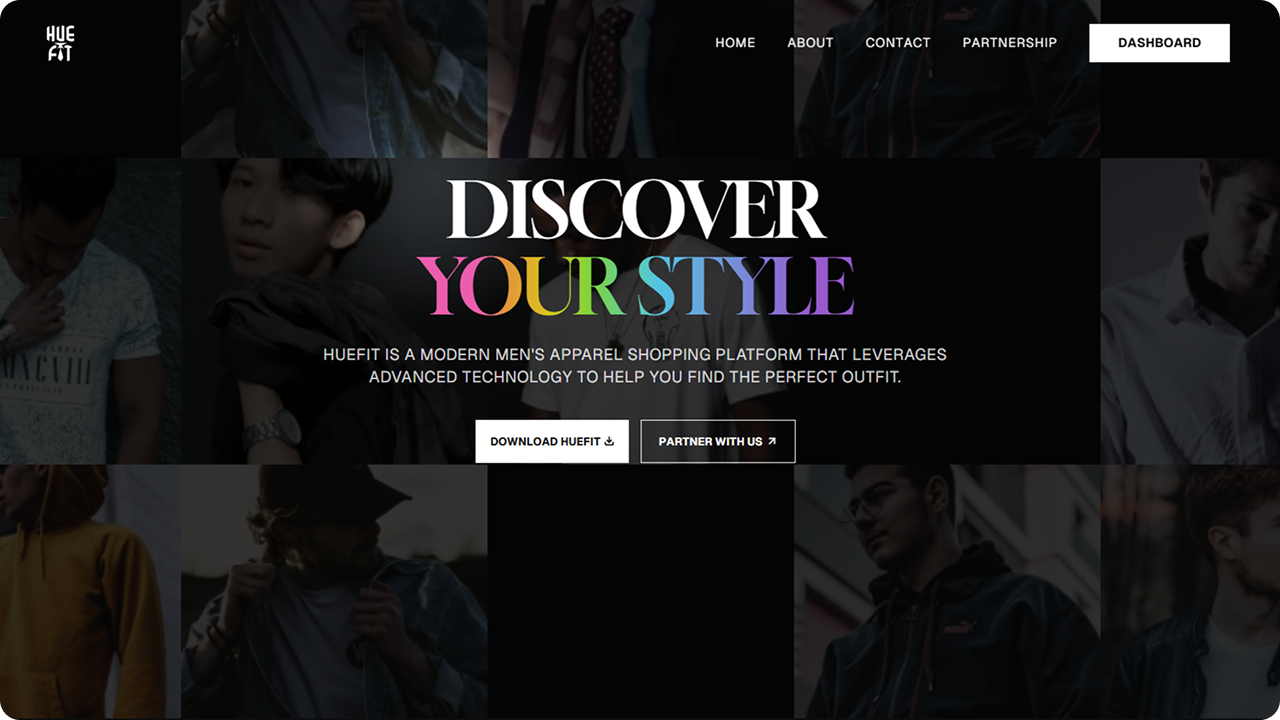 HUE
FIT
HOME ABOUT CONTACT PARTNERSHIP DASHBOARD
DISCOVER
YOUR STYLE
HUEFIT IS A MODERN MEN'S APPAREL SHOPPING PLATFORM THAT LEVERAGES
ADVANCED TECHNOLOGY TO HELP YOU FIND THE PERFECT OUTFIT.
DOWNLOAD HUEFIT PARTNER WITH US